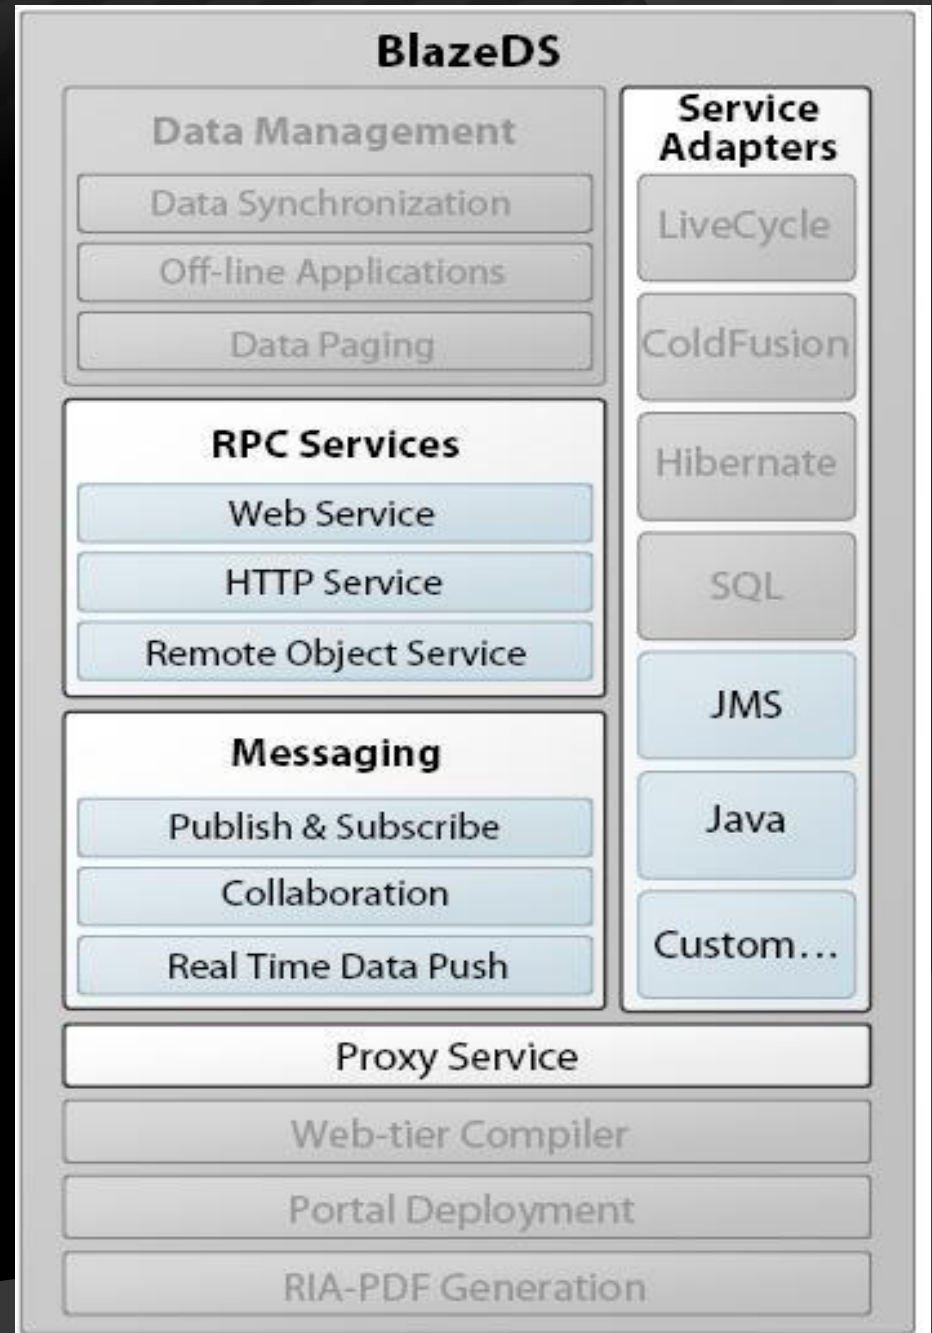 BlazeDS
Data Management
Data Synchronization
Off-line Applications
Data Paging
RPC Services
Web Service
HTTP Service
Remote Object Service
Messaging
Publish & Subscribe
Collaboration
Real Time Data Push
Service
Adapters
LiveCycle
ColdFusion
Hibernate
SQL
JMS
Java
Custom...
Proxy Service
Web-tier Compiler
Portal Deployment
RIA-PDF Generation